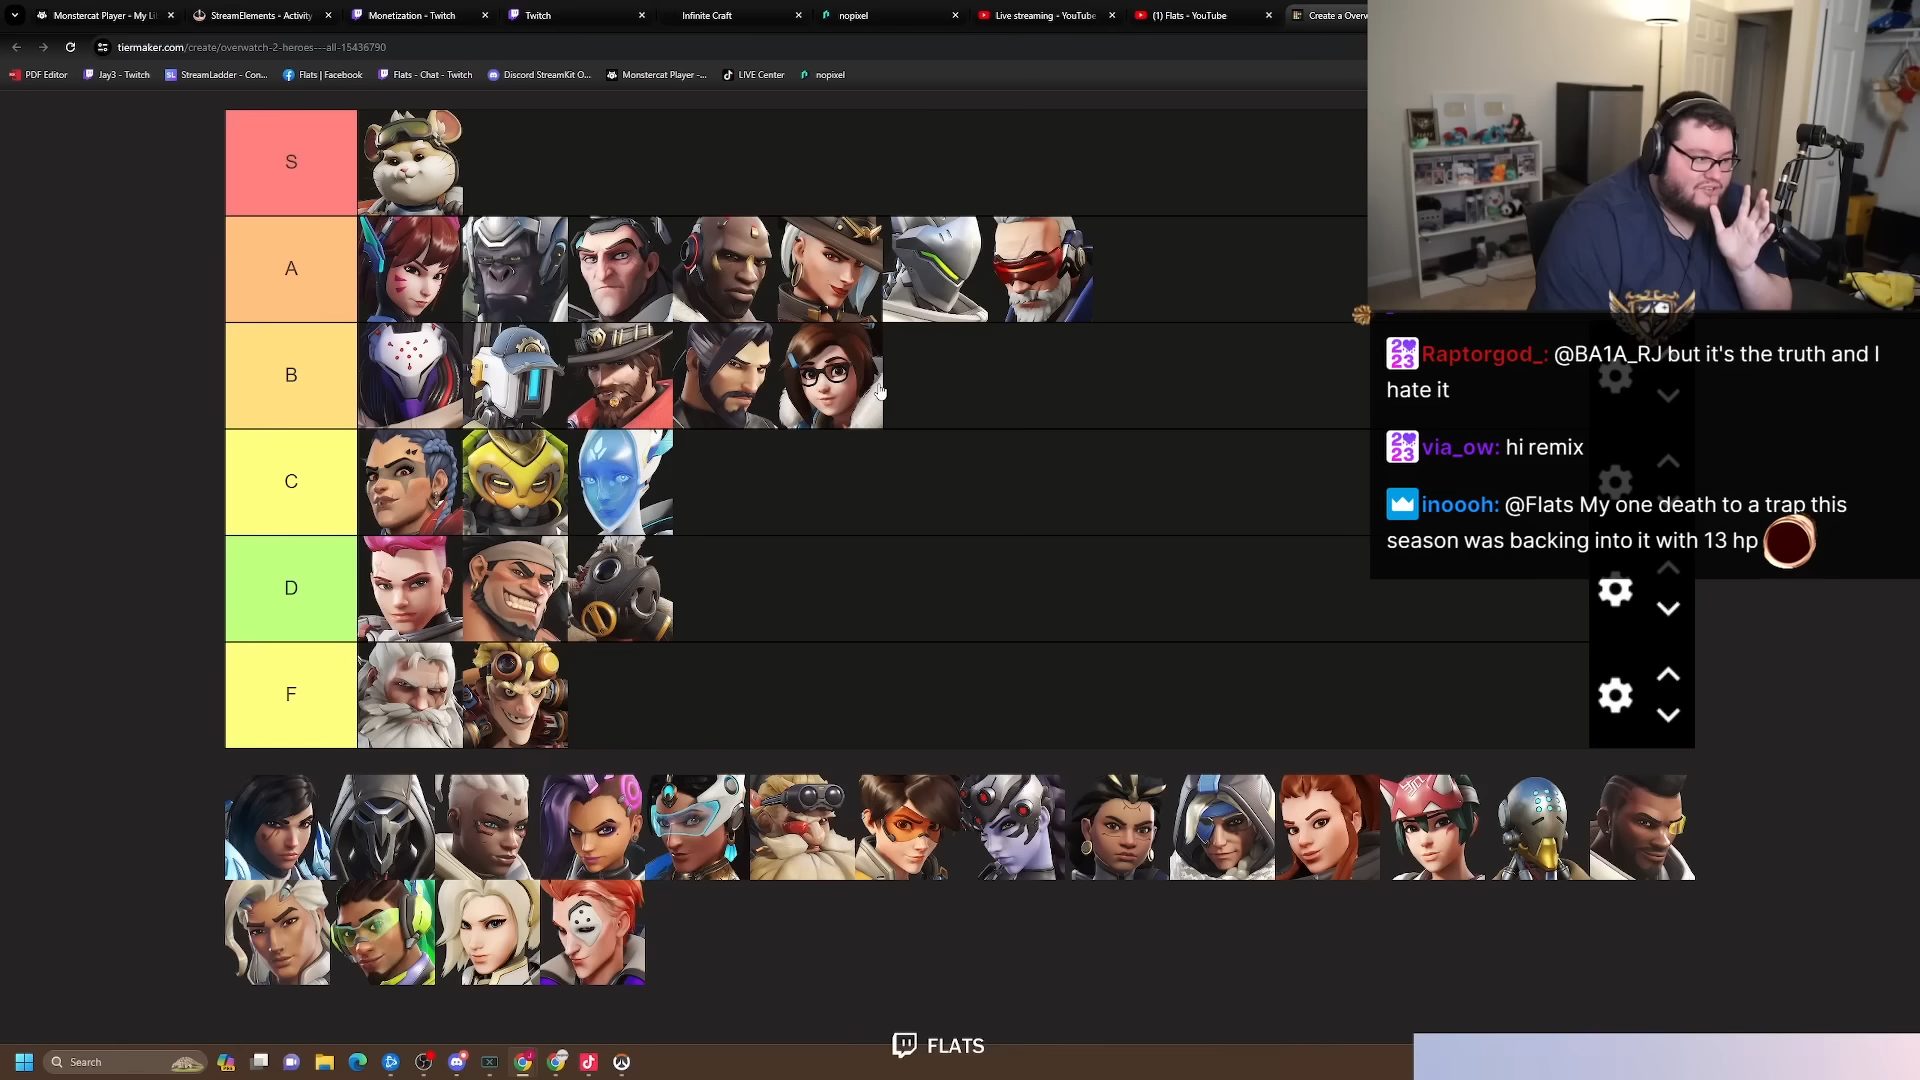 Monstercat Player - My Li
StreamElements - Activity
Monetization - Twitch
Twitch
Infinite Craft
nopixel
Live streaming - YouTube
(1) Flats - YouTube
Create a Overw
tiermaker.com/create/overwatch-2-heroes---all-15436790
PDF Editor
Jay3 - Twitch
StreamLadder - Con...
Flats | Facebook
Flats - Chat - Twitch
Discord StreamKit O...
Monstercat Player -...
LIVE Center
nopixel
S
A
B
C
D
F
Raptorgod_: @BA1A_RJ but it's the truth and I
hate it
via_ow: hi remix
inoooh: @Flats My one death to a trap this
season was backing into it with 13 hp
FLATS
Search